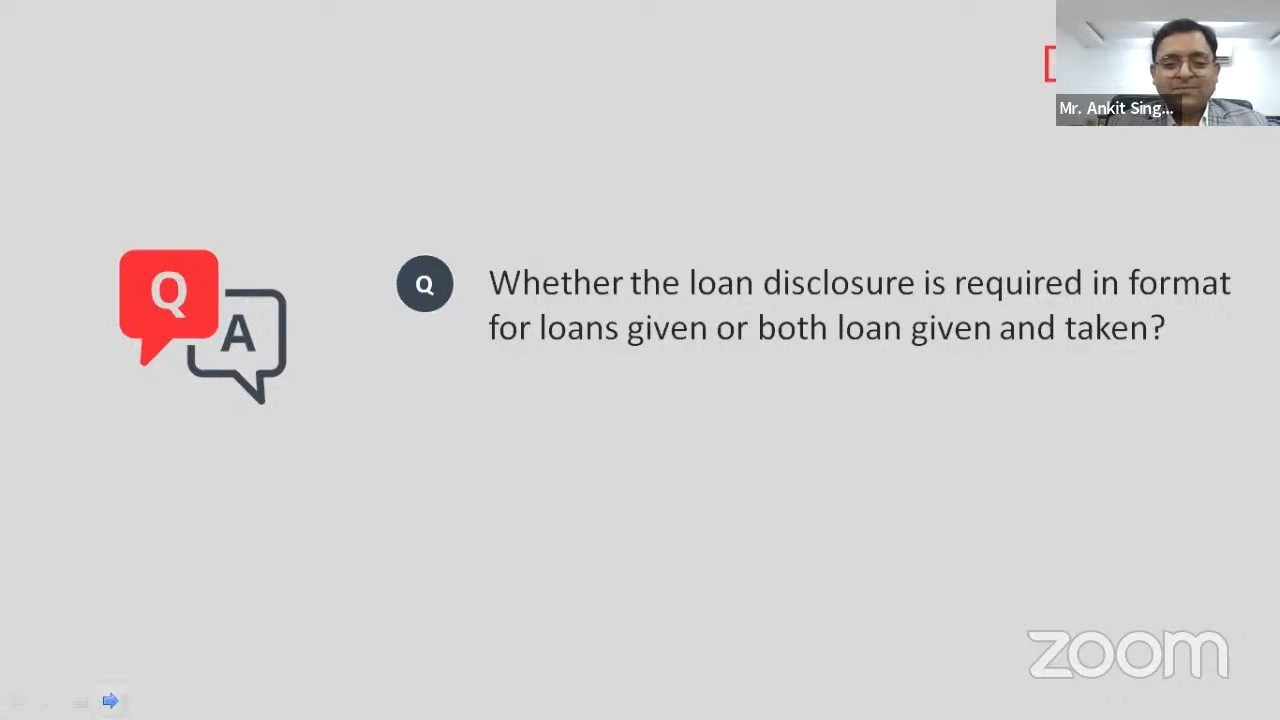 Mr. Ankit Sing...
Q
A
Q
Whether the loan disclosure is required in format
for loans given or both loan given and taken?
zoom